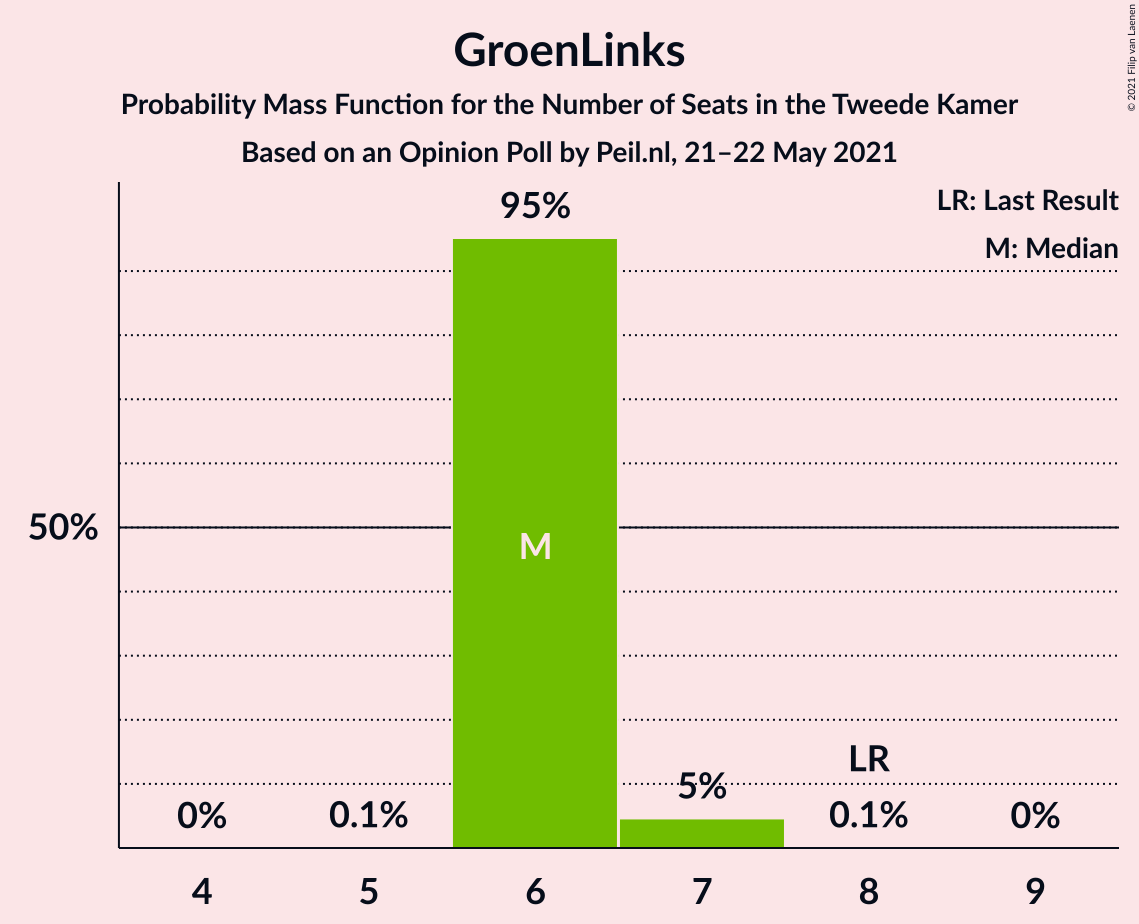 GroenLinks
Probability Mass Function for the Number of Seats in the Tweede Kamer
Based on an Opinion Poll by Peil.nl, 21–22 May 2021
© 2021 Filip van Laenen
LR: Last Result
M: Median
95%
50%
M
LR
0%
0.1%
5%
0.1%
0%
4
5
6
7
8
9